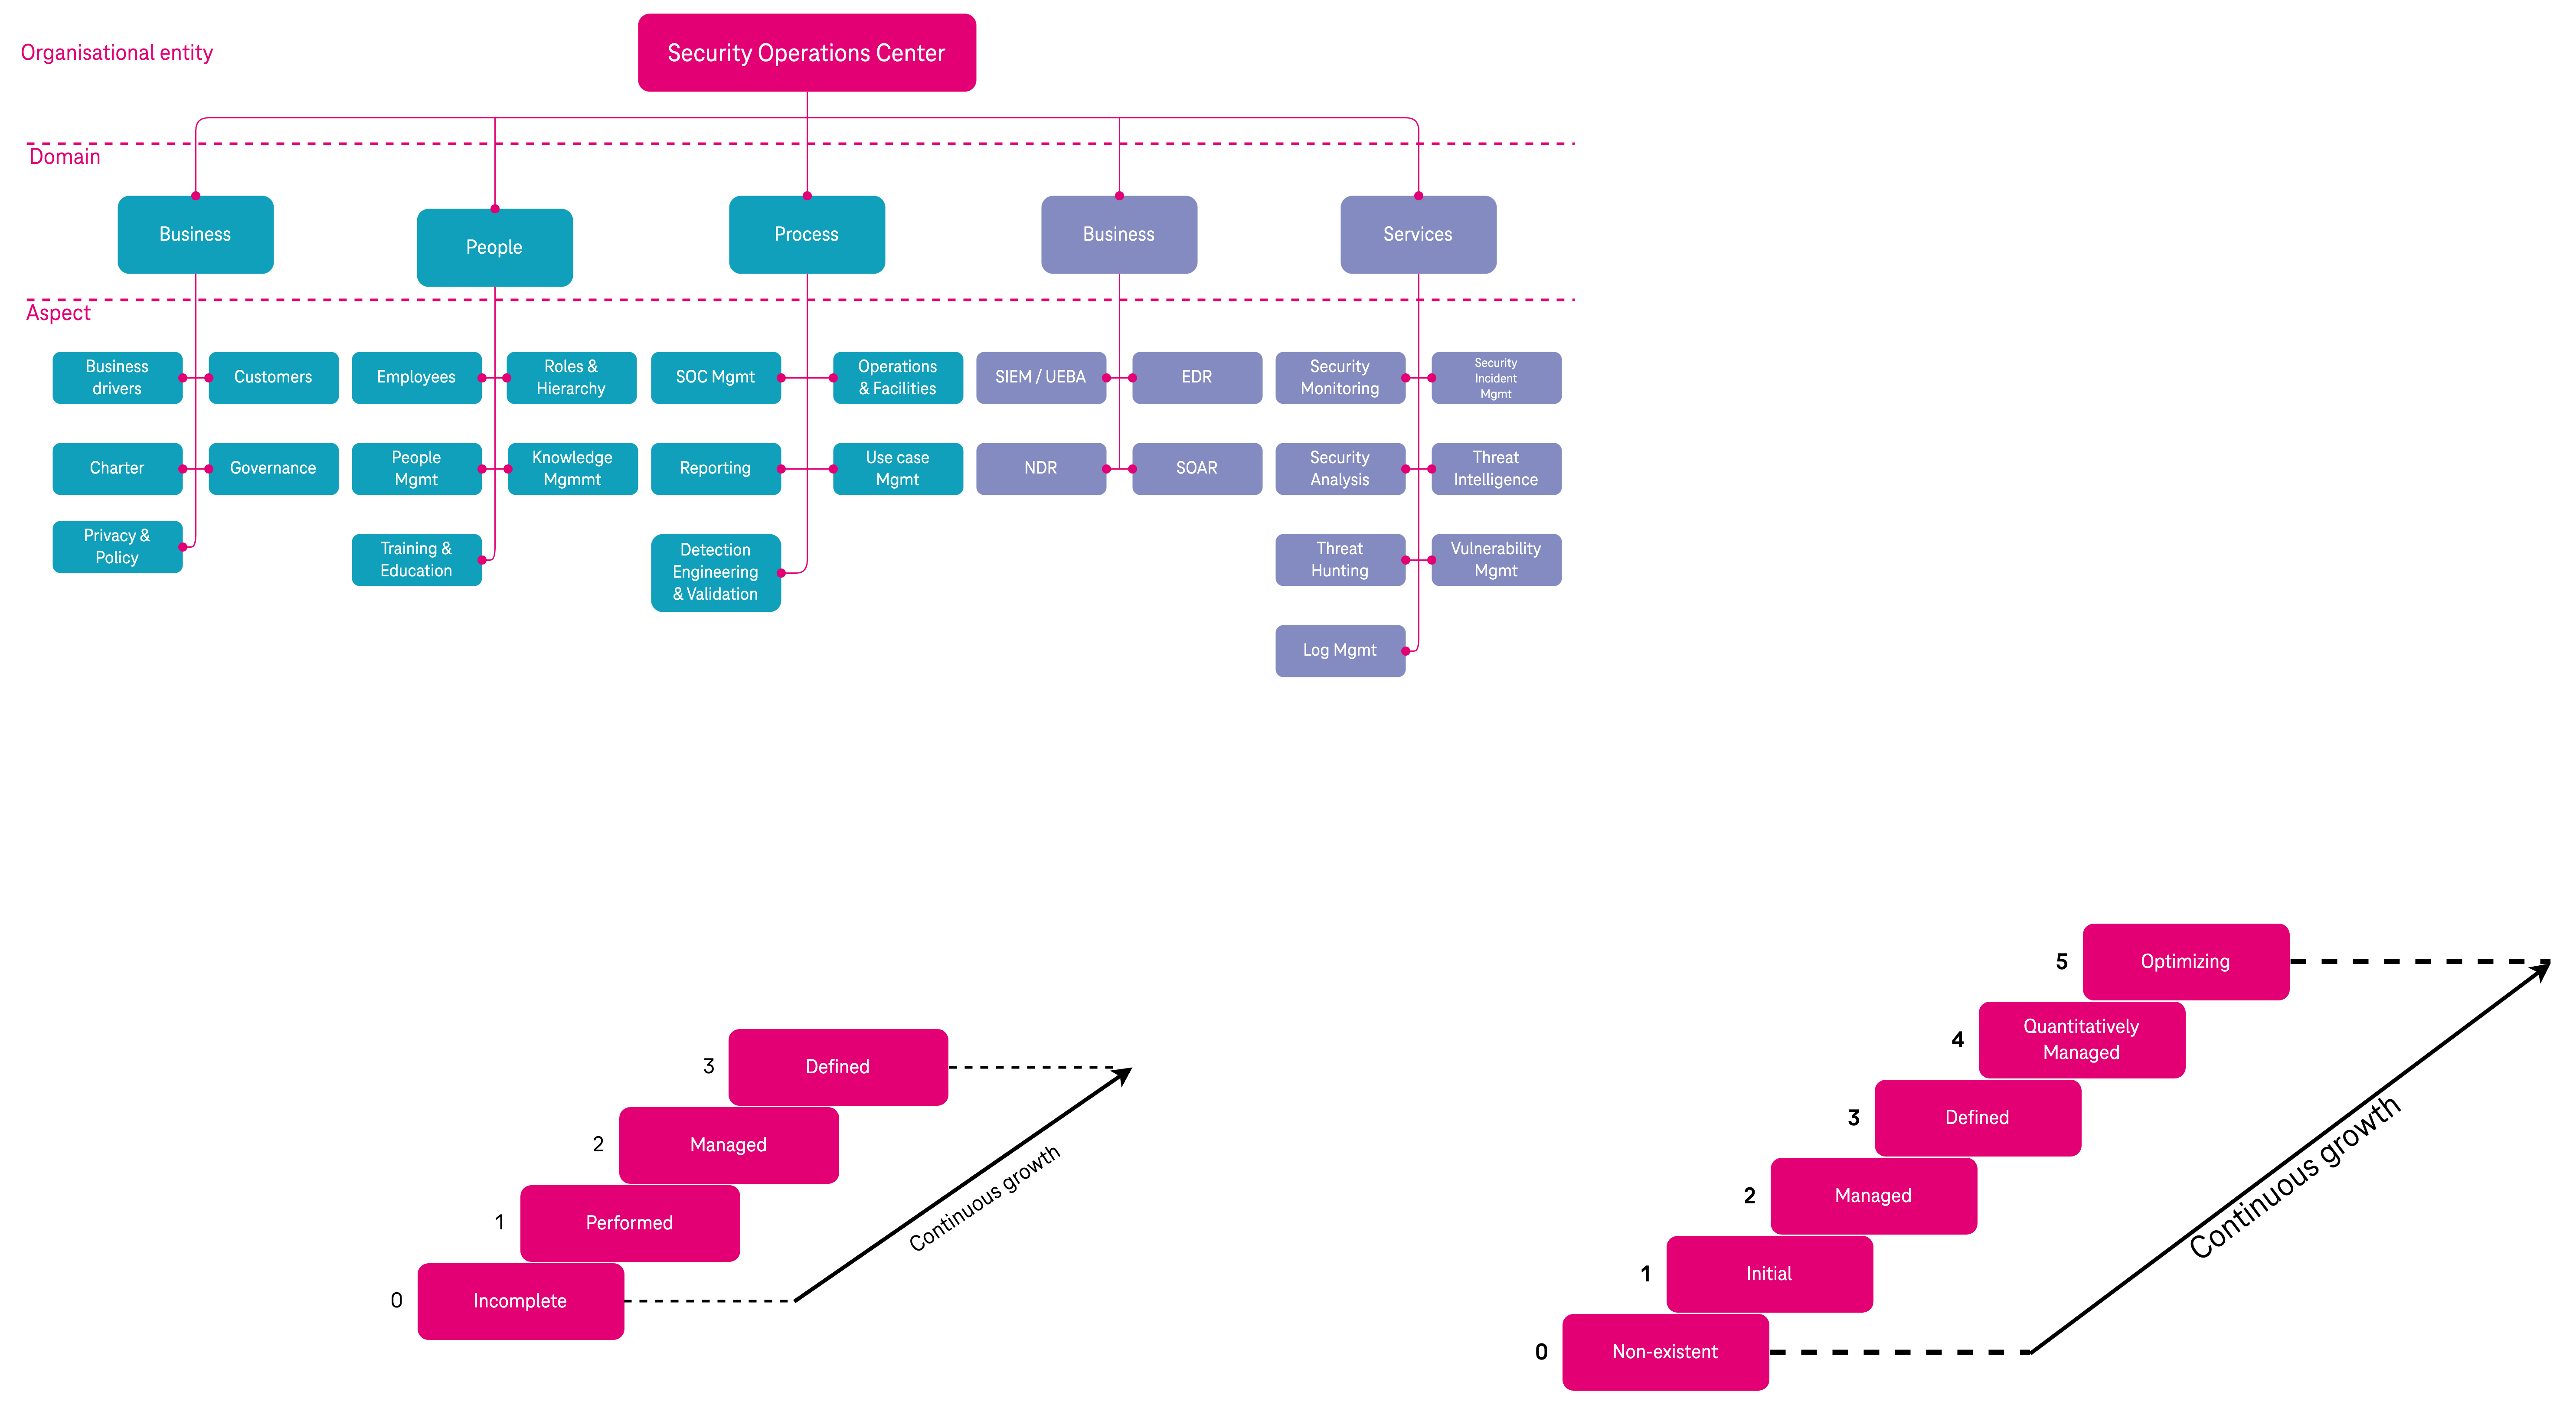 Security Operations Center
Organisational entity
Domain
Business
People
Process
Business
Services
Aspect
Business
drivers
Customers
Employees
Roles &
Hierarchy
SOC Mgmt
Operations
& Facilities
SIEM / UEBA
EDR
Security
Monitoring
Security
Incident
Mgmt
Charter
Governance
People
Mgmt
Knowledge
Mgmmt
Reporting
Use case
Mgmt
NDR
SOAR
Security
Analysis
Threat
Intelligence
Privacy &
Policy
Training &
Education
Detection
Engineering
& Validation
Threat
Hunting
Vulnerability
Mgmt
Log Mgmt
3 Defined
2 Managed
1 Performed
0 Incomplete
Continuous growth
5 Optimizing
4 Quantitatively
Managed
3 Defined
2 Managed
1 Initial
0 Non-existent
Continuous growth